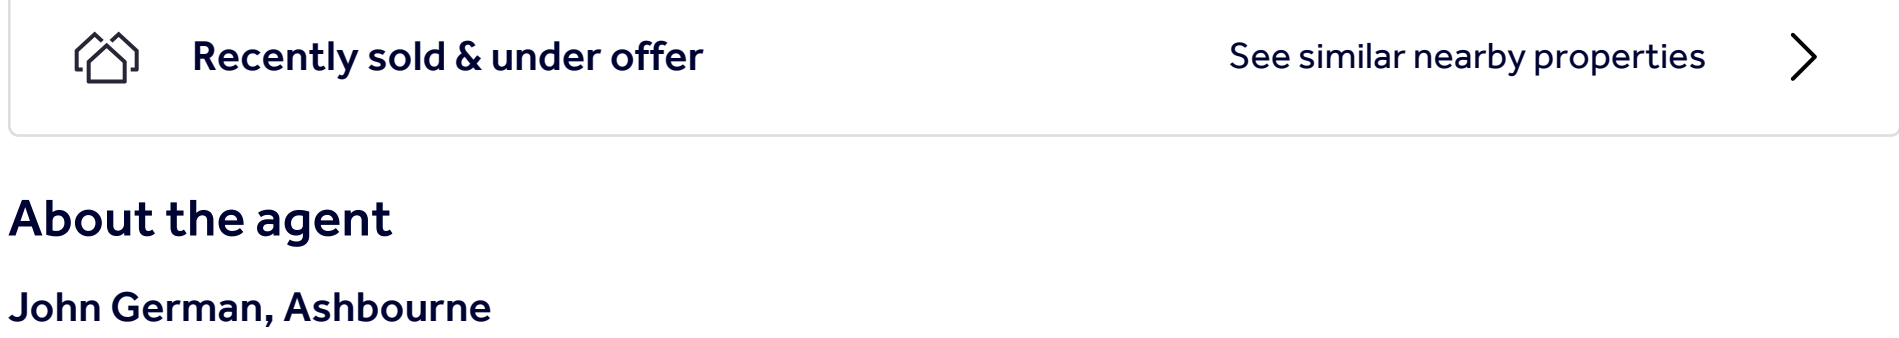 Recently sold & under offer
See similar nearby properties
About the agent
John German, Ashbourne